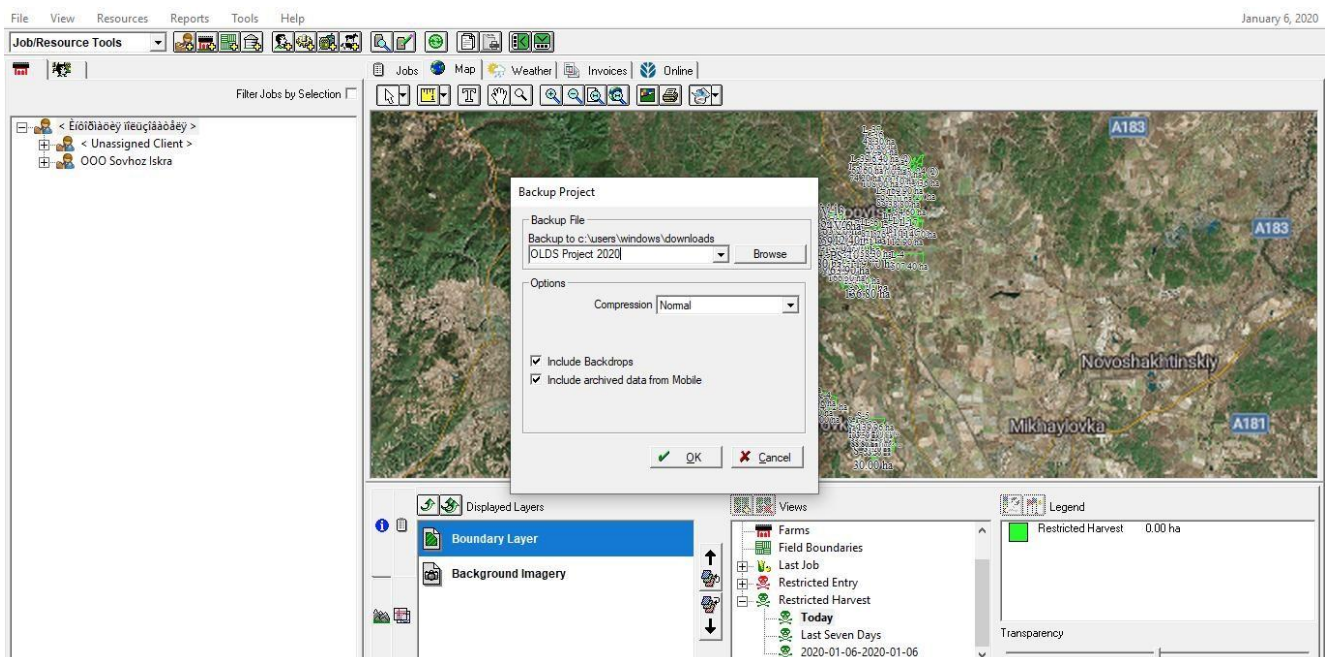 File View Resources Reports Tools Help
January 6, 2020
Job/Resource Tools
Jobs Map Weather Invoices Online
Filter Jobs by Selection
< Èíôîðìàöèÿ ïîëüçîâàòåëÿ >
< Unassigned Client >
OOO Sovhoz Iskra
A183
A183
Novoshakhtinskiy
Mikhaylovka
A181
30.00 ha
Backup Project
Backup File
Backup to c:\users\windows\downloads
OLDS Project 2020
Browse
Options
Compression Normal
Include Backdrops
Include archived data from Mobile
OK Cancel
Displayed Layers
Boundary Layer
Background Imagery
Views
Farms
Field Boundaries
Last Job
Restricted Entry
Restricted Harvest
Today
Last Seven Days
2020-01-06-2020-01-06
Legend
Restricted Harvest 0.00 ha
Transparency